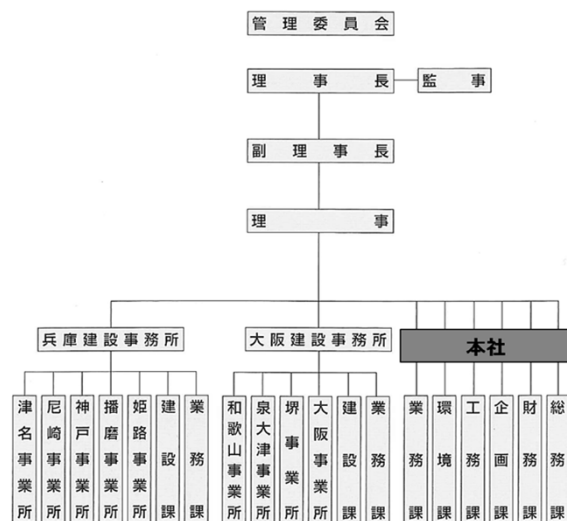 管理委員会
理事長
監事
副理事長
理事
兵庫建設事務所
大阪建設事務所
本社
津名事業所
尼崎事業所
神戸事業所
播磨事業所
姫路事業所
建設課
業務課
和歌山事業所
泉大津事業所
堺事業所
大阪事業所
建設課
業務課
業務課
環境課
工務課
企画課
財務課
総務課